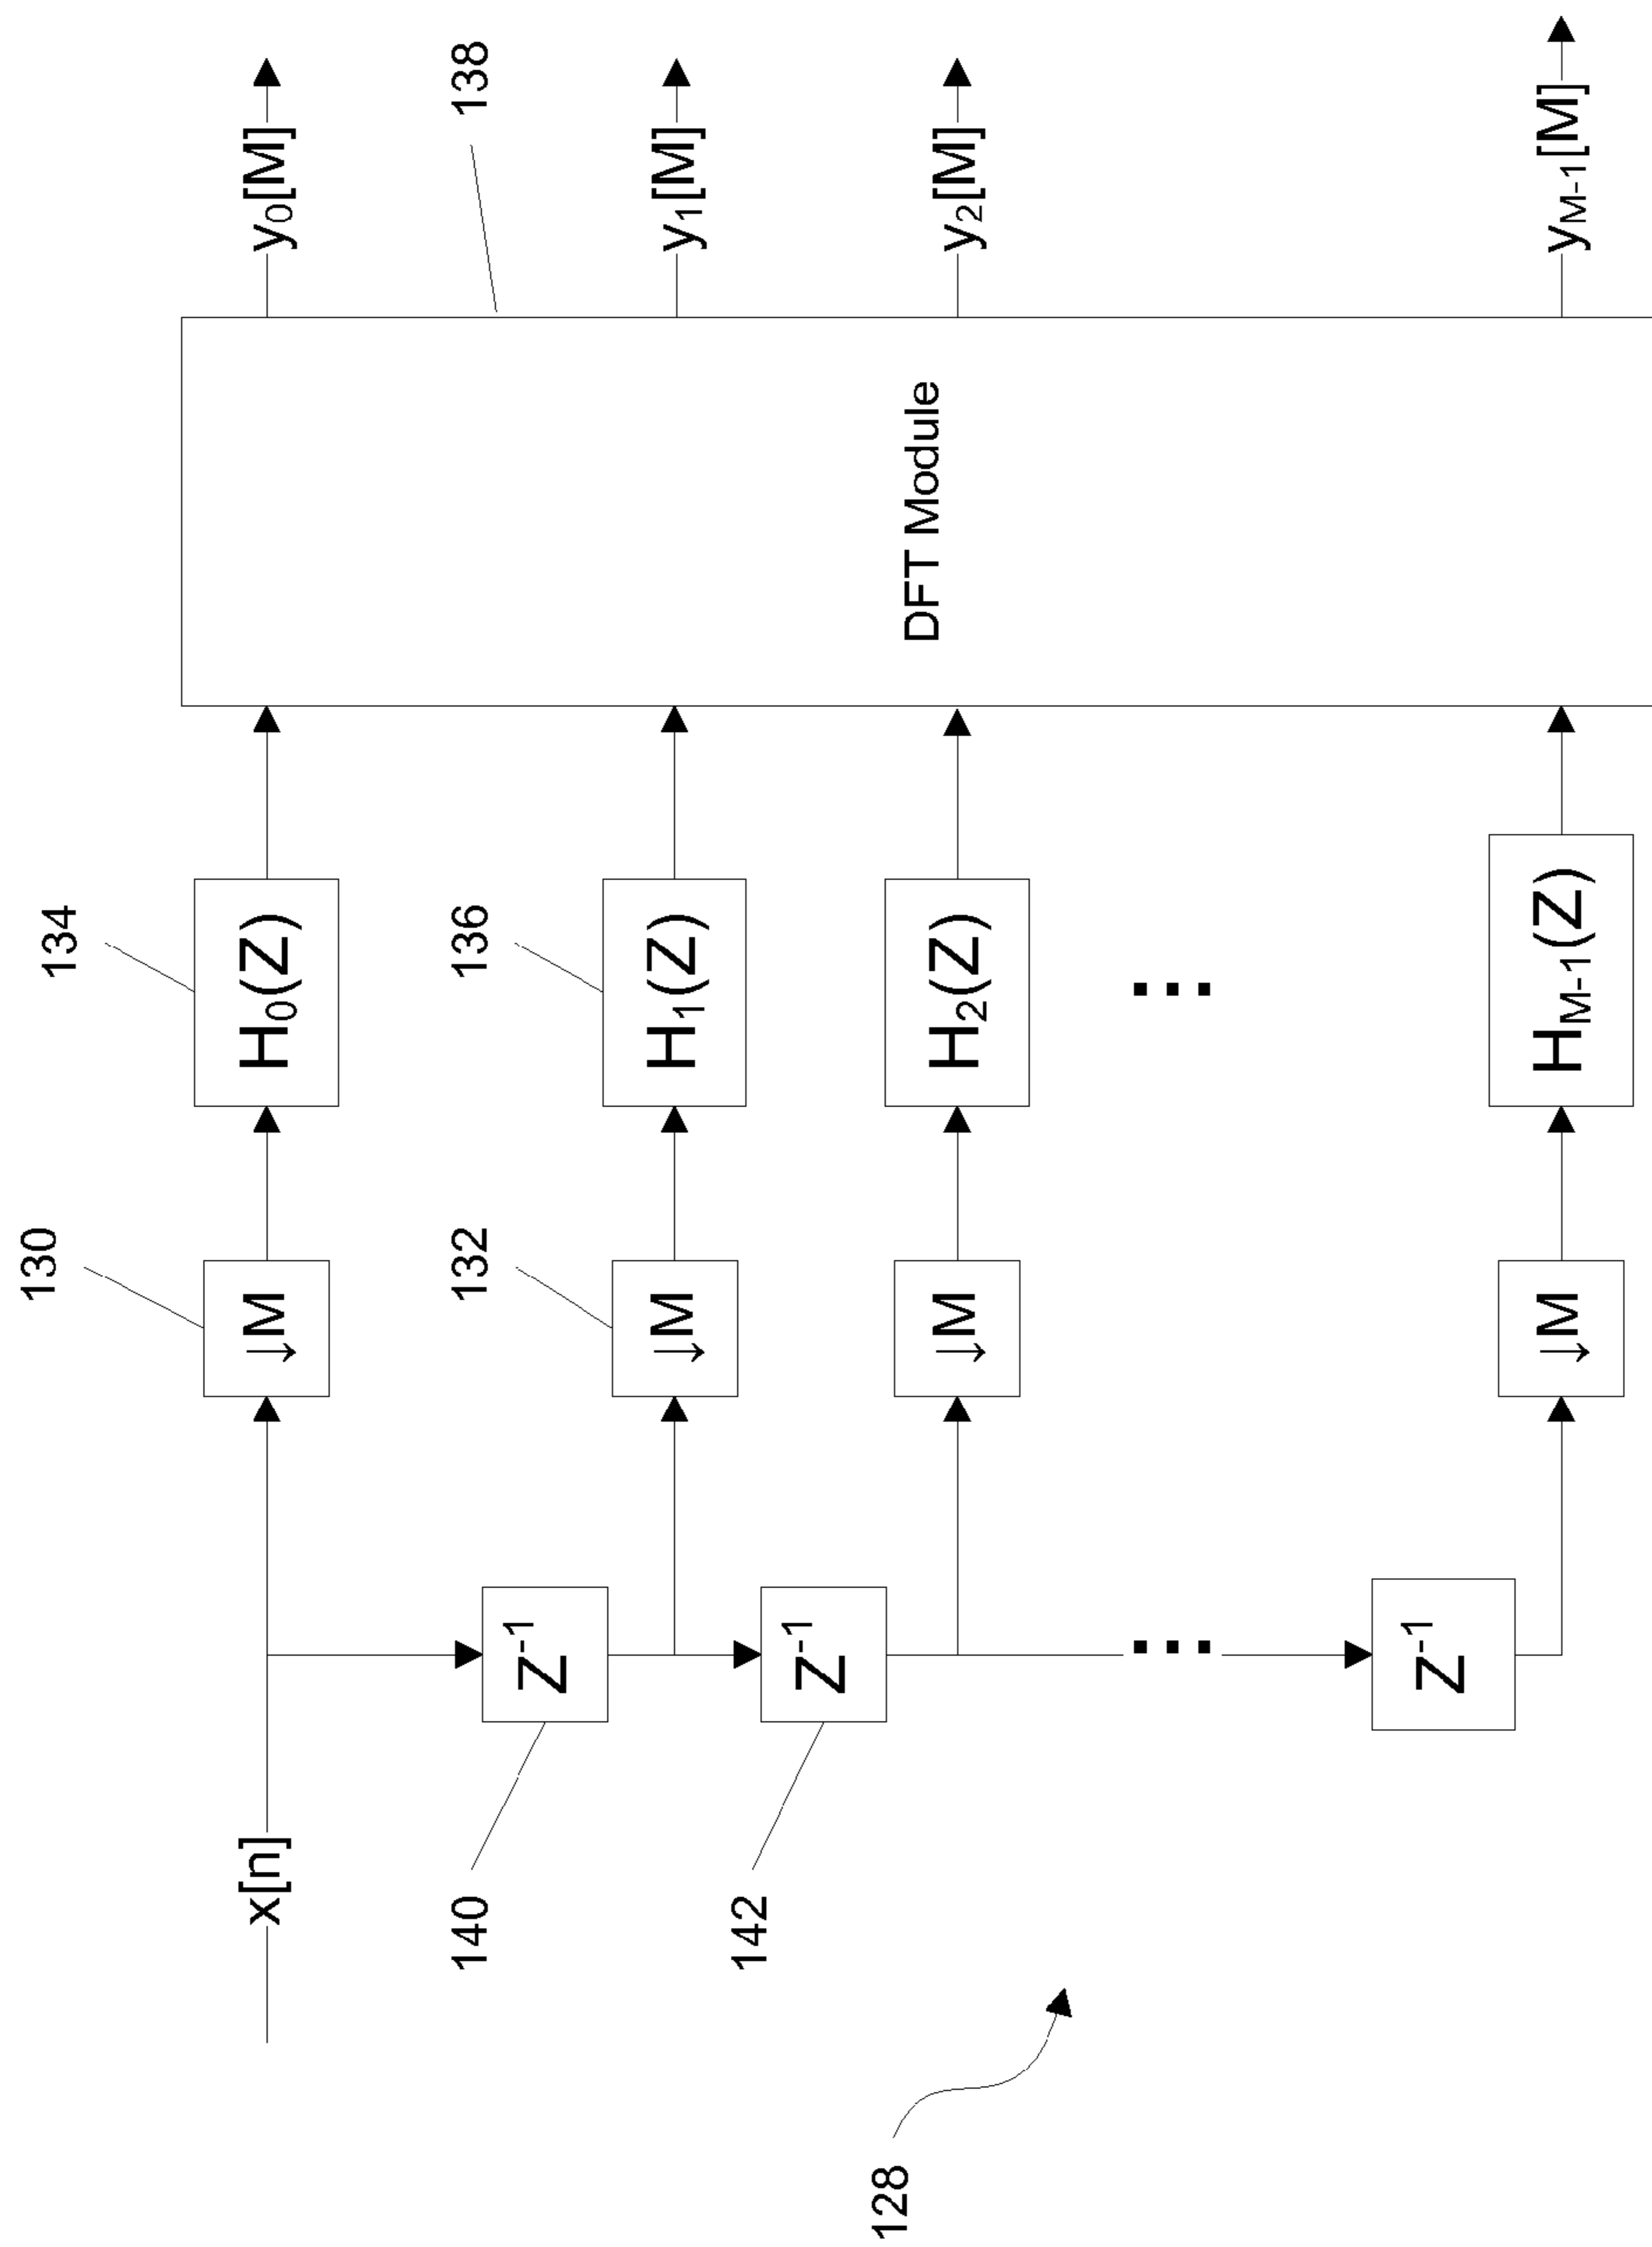 130
134
x[n]
↓M
H0(Z)
y0[M]
140
Z-1
132
136
138
↓M
H1(Z)
y1[M]
142
Z-1
↓M
H2(Z)
DFT Module
y2[M]
128
...
...
Z-1
↓M
HM-1(Z)
yM-1[M]